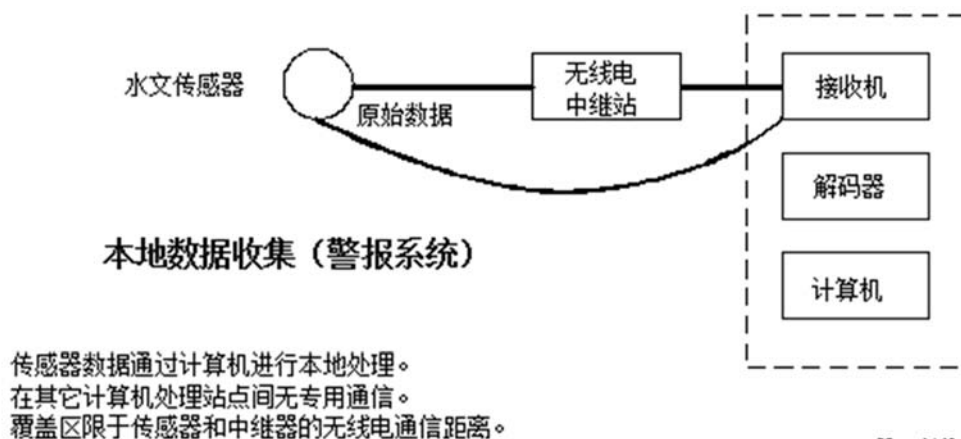 水文传感器
原始数据
无线电
中继站
接收机
解码器
计算机
本地数据收集（警报系统）
传感器数据通过计算机进行本地处理。
在其它计算机处理站点间无专用通信。
覆盖区限于传感器和中继器的无线电通信距离。